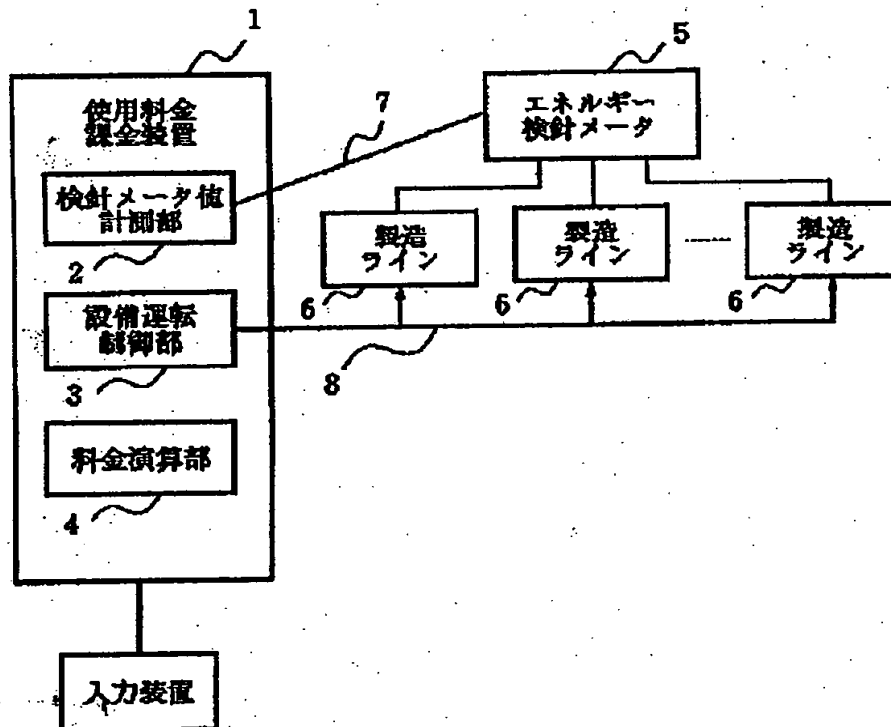 1
使用料金
課金装置
検針メータ値
計測部
2
設備運転
制御部
3
料金演算部
4
入力装置
5
エネルギー
検針メータ
7
製造
ライン
6
製造
ライン
6
製造
ライン
6
8